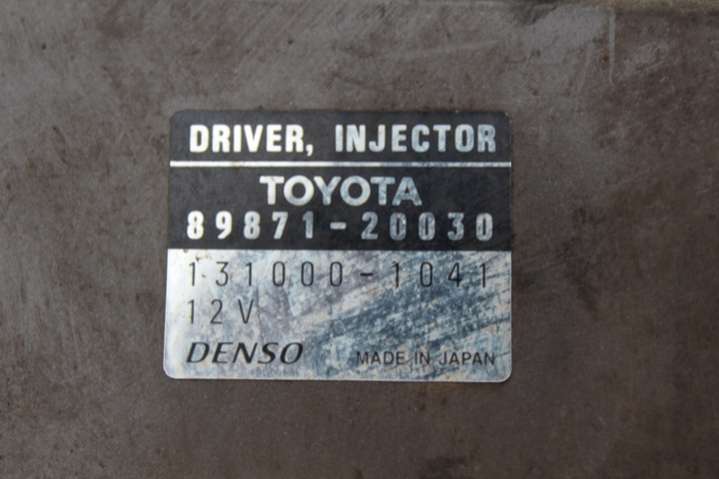 DRIVER, INJECTOR
TOYOTA
89871-20030
131000-1041
12V
DENSO MADE IN JAPAN